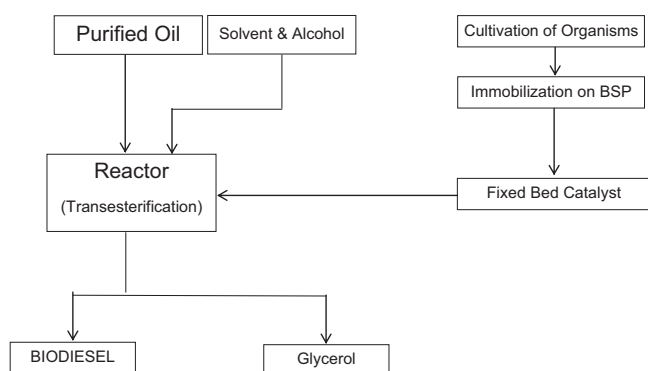 Purified Oil
Solvent & Alcohol
Cultivation of Organisms
Immobilization on BSP
Reactor
(Transesterification)
Fixed Bed Catalyst
BIODIESEL
Glycerol